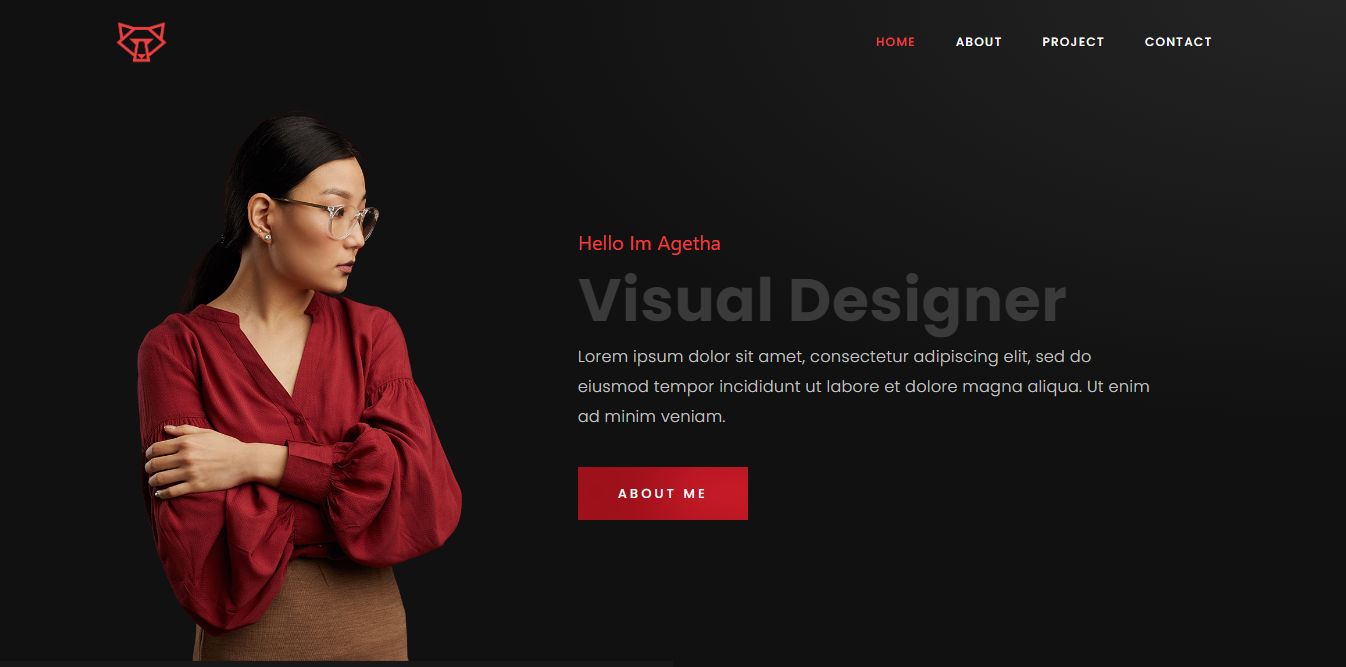 HOME ABOUT PROJECT CONTACT
Hello Im Agetha
Visual Designer
Lorem ipsum dolor sit amet, consectetur adipiscing elit, sed do
eiusmod tempor incididunt ut labore et dolore magna aliqua. Ut enim
ad minim veniam.
ABOUT ME